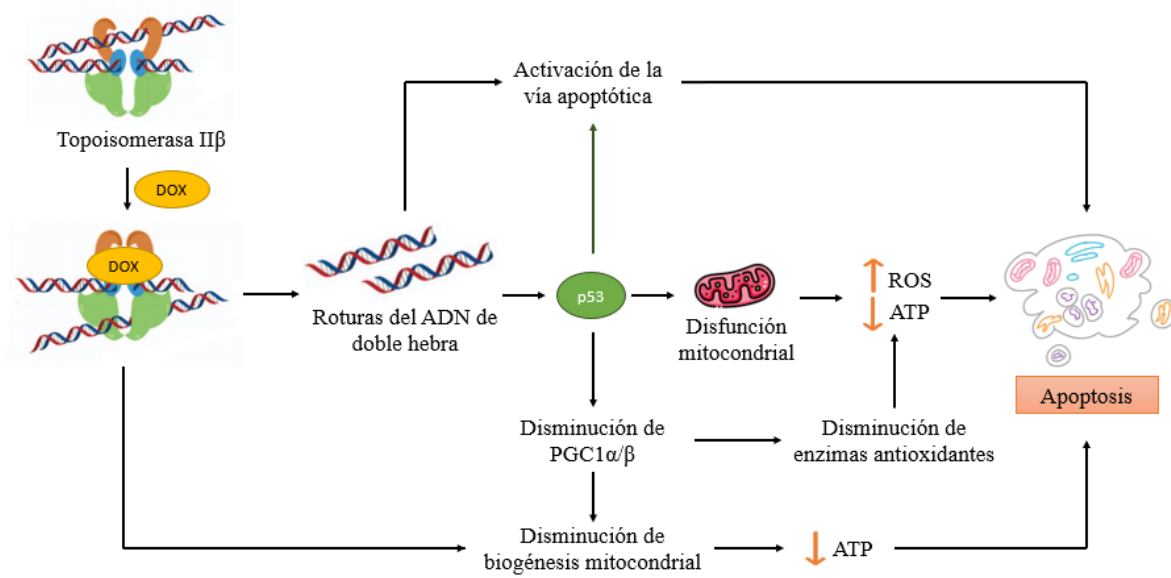 Activación de la
vía apoptótica
Topoisomerasa IIβ
DOX
DOX
p53
Roturas del ADN de
doble hebra
Disfunción
mitocondrial
ROS
ATP
Apoptosis
Disminución de
PGC1α/β
Disminución de
enzimas antioxidantes
Disminución de
biogénesis mitocondrial
ATP